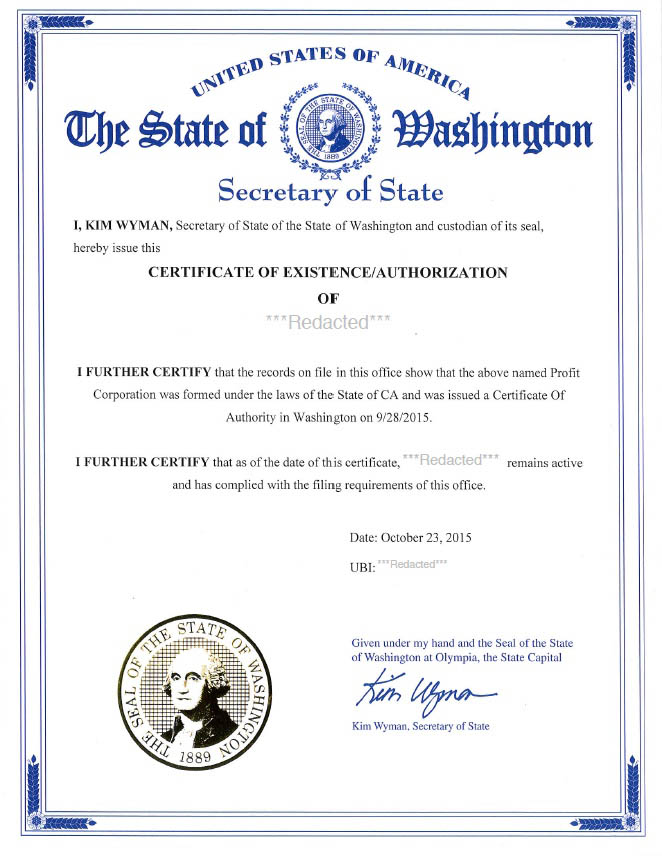 UNITED STATES OF AMERICA
The State of Washington
THE SEAL OF THE STATE OF WASHINGTON
1889
Secretary of State
I, KIM WYMAN, Secretary of State of the State of Washington and custodian of its seal,
hereby issue this
CERTIFICATE OF EXISTENCE/AUTHORIZATION
OF
***Redacted***
I FURTHER CERTIFY that the records on file in this office show that the above named Profit
Corporation was formed under the laws of the State of CA and was issued a Certificate Of
Authority in Washington on 9/28/2015.
I FURTHER CERTIFY that as of the date of this certificate, ***Redacted*** remains active
and has complied with the filing requirements of this office.
Date: October 23, 2015
UBI: ***Redacted***
THE SEAL OF THE STATE OF WASHINGTON
1889
Given under my hand and the Seal of the State
of Washington at Olympia, the State Capital
Kim Wyman
Kim Wyman, Secretary of State